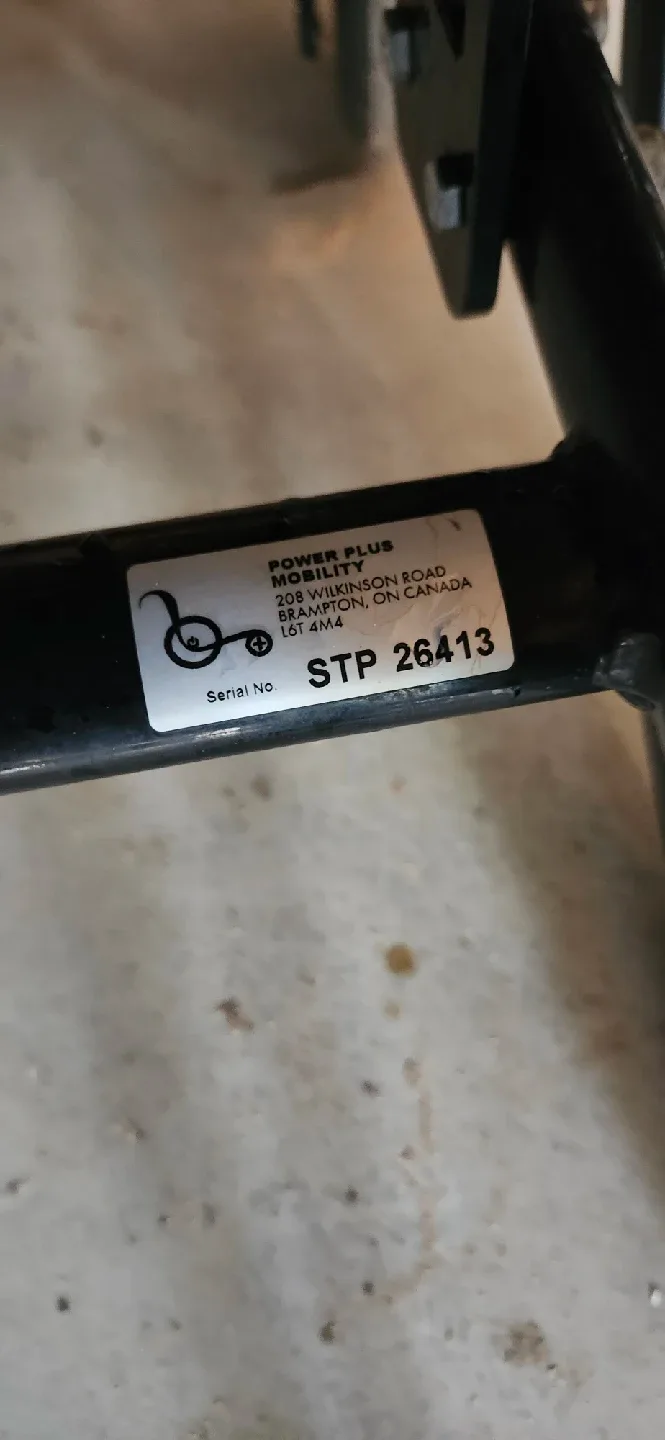 POWER PLUS
MOBILITY
208 WILKINSON ROAD
BRAMPTON, ON CANADA
L6T 4M4
Serial No. STP 26413